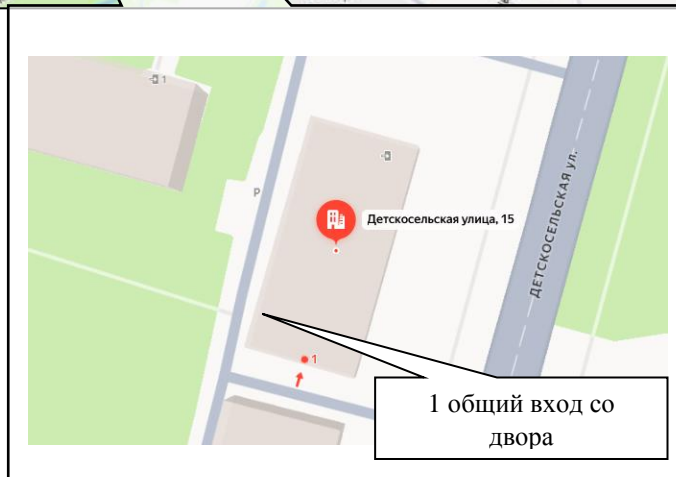 1
P
Детскосельская улица, 15
ДЕТСКОСЕЛЬСКАЯ УЛ.
1
1 общий вход со
двора